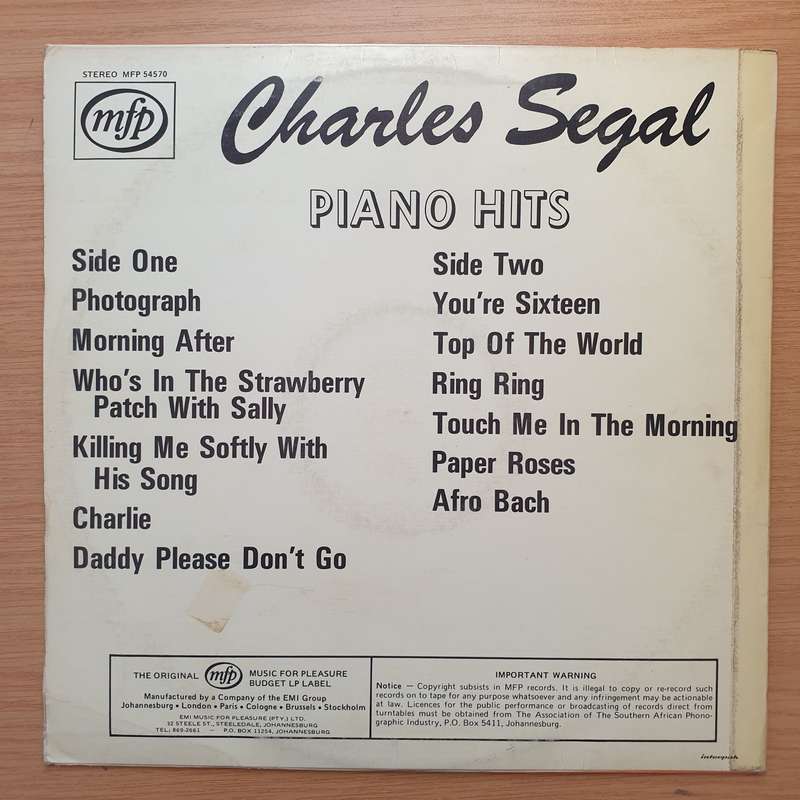 STEREO MFP 54570
mfp
Charles Segal
PIANO HITS
Side One
Photograph
Morning After
Who's In The Strawberry
Patch With Sally
Killing Me Softly With
His Song
Charlie
Daddy Please Don't Go
Side Two
You're Sixteen
Top Of The World
Ring Ring
Touch Me In The Morning
Paper Roses
Afro Bach
THE ORIGINAL mfp MUSIC FOR PLEASURE
BUDGET LP LABEL
Manufactured by a Company of the EMI Group
Johannesburg • London • Paris • Cologne • Brussels • Stockholm
EMI MUSIC FOR PLEASURE (PTY.) LTD.
32 STEELE ST., STEELEDALE, JOHANNESBURG
TEL. 869-2661 — P.O. BOX 11254, JOHANNESBURG
IMPORTANT WARNING
Notice — Copyright subsists in MFP records. It is illegal to copy or re-record such
records on to tape for any purpose whatsoever and any infringement may be actionable
at law. Licences for the public performance or broadcasting of records direct from
turntables must be obtained from The Association of The Southern African Phono-
graphic Industry, P.O. Box 5411, Johannesburg.